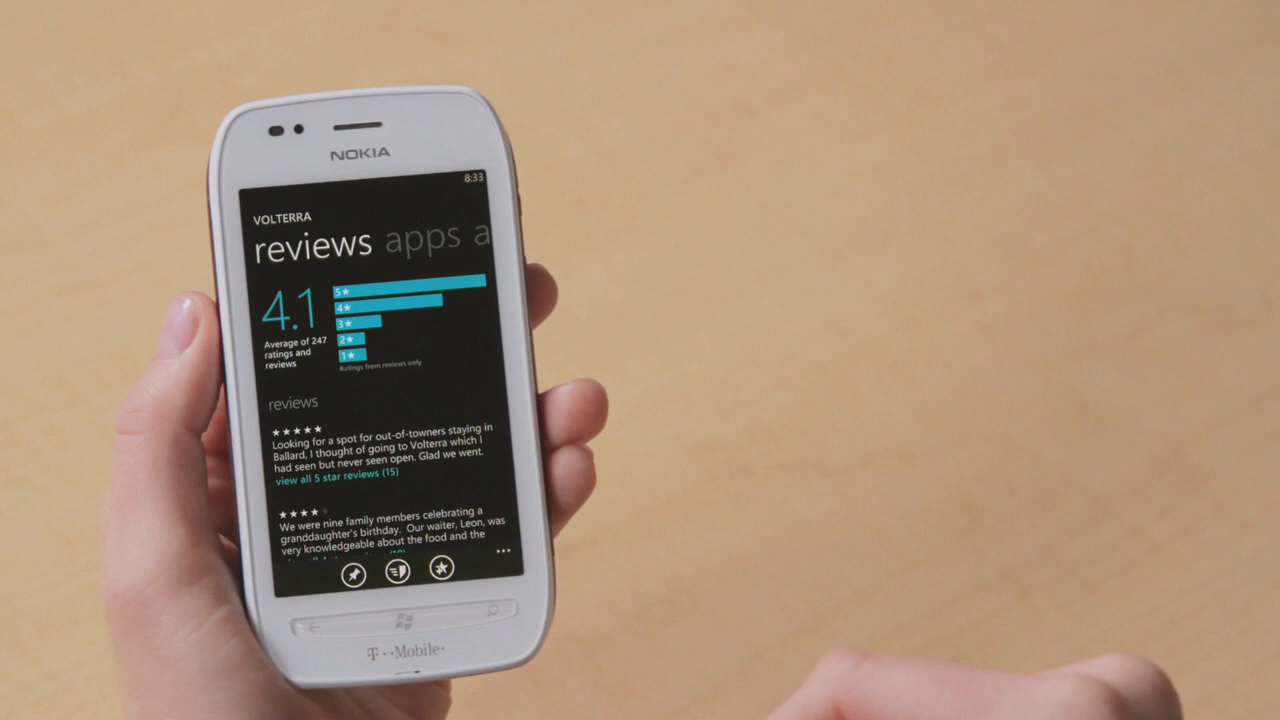 NOKIA
8:33
VOLTERRA
reviews apps a
4.1
Average of 247
ratings and
reviews
5★
4★
3★
2★
1★
Ratings from reviews only
reviews
★★★★★
Looking for a spot for out-of-towners staying in
Ballard, I thought of going to Volterra which I
had seen but never seen open. Glad we went.
view all 5 star reviews (15)
★★★★★
We were nine family members celebrating a
granddaughter's birthday. Our waiter, Leon, was
very knowledgeable about the food and the
...
T··Mobile·